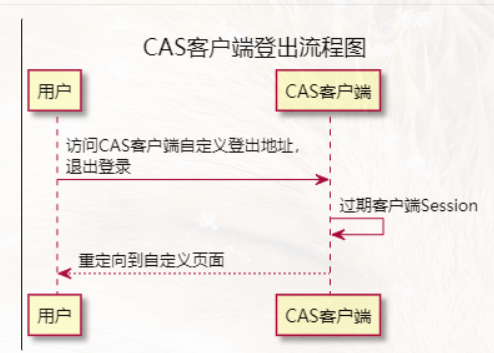 CAS客户端登出流程图
用户
CAS客户端
访问CAS客户端自定义登出地址，
退出登录
过期客户端Session
重定向到自定义页面
用户
CAS客户端